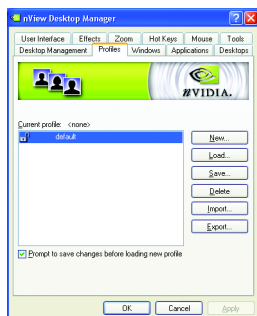 nView Desktop Manager
User Interface Effects Zoom Hot Keys Mouse Tools
Desktop Management Profiles Windows Applications Desktops
nVIDIA.
Current profile: <none>
default
New...
Load...
Save...
Delete
Import...
Export...
Prompt to save changes before loading new profile
OK Cancel Apply